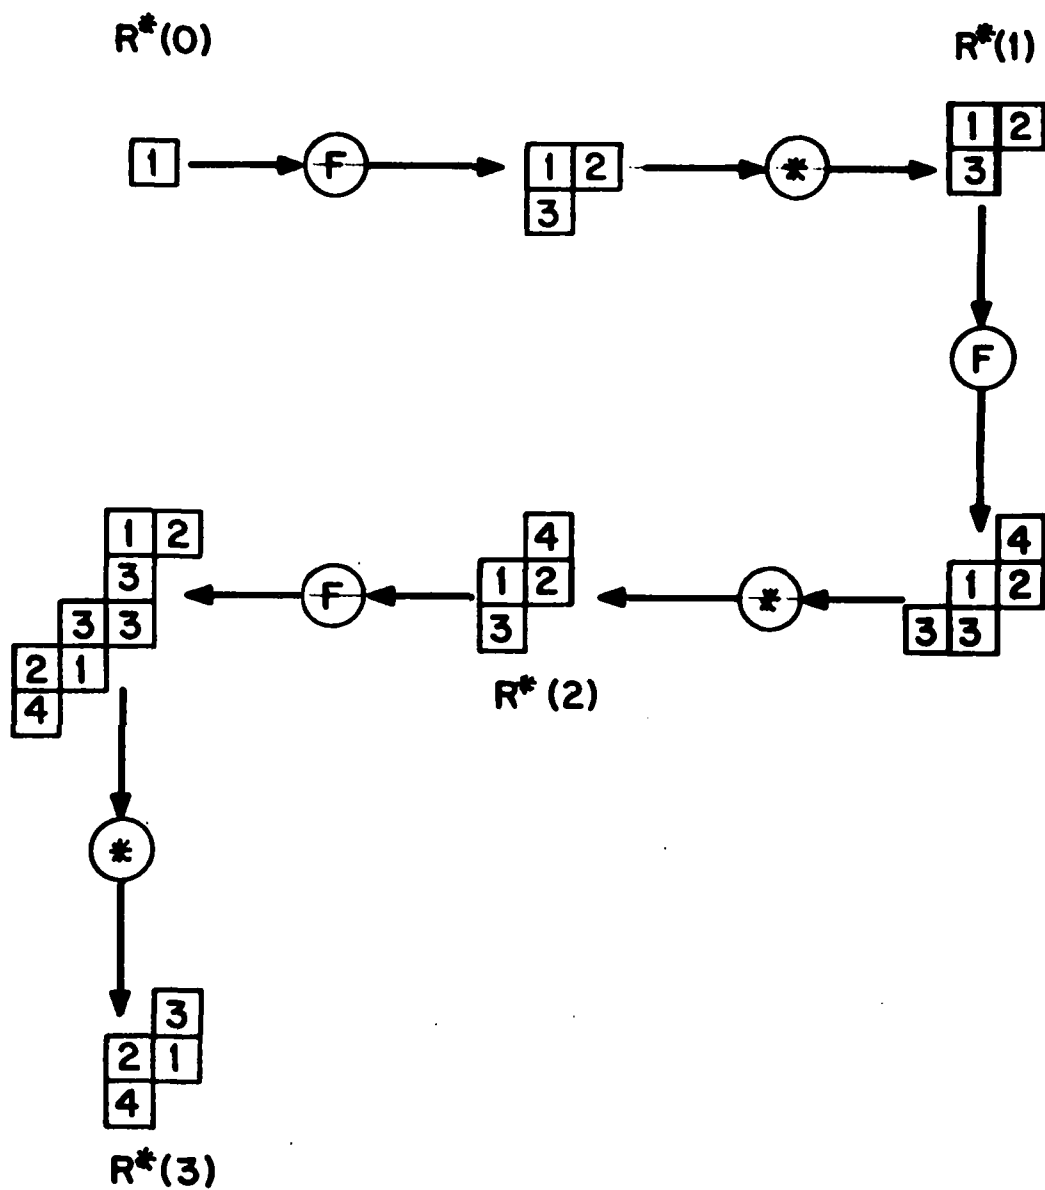 R*(0)
R*(1)
1 F 1 2 * 1 2
3 3
F
1 2 4 4
3 F 1 2 * 1 2
3 3 3 3 3
2 1
4
R*(2)
*
3
2 1
4
R*(3)